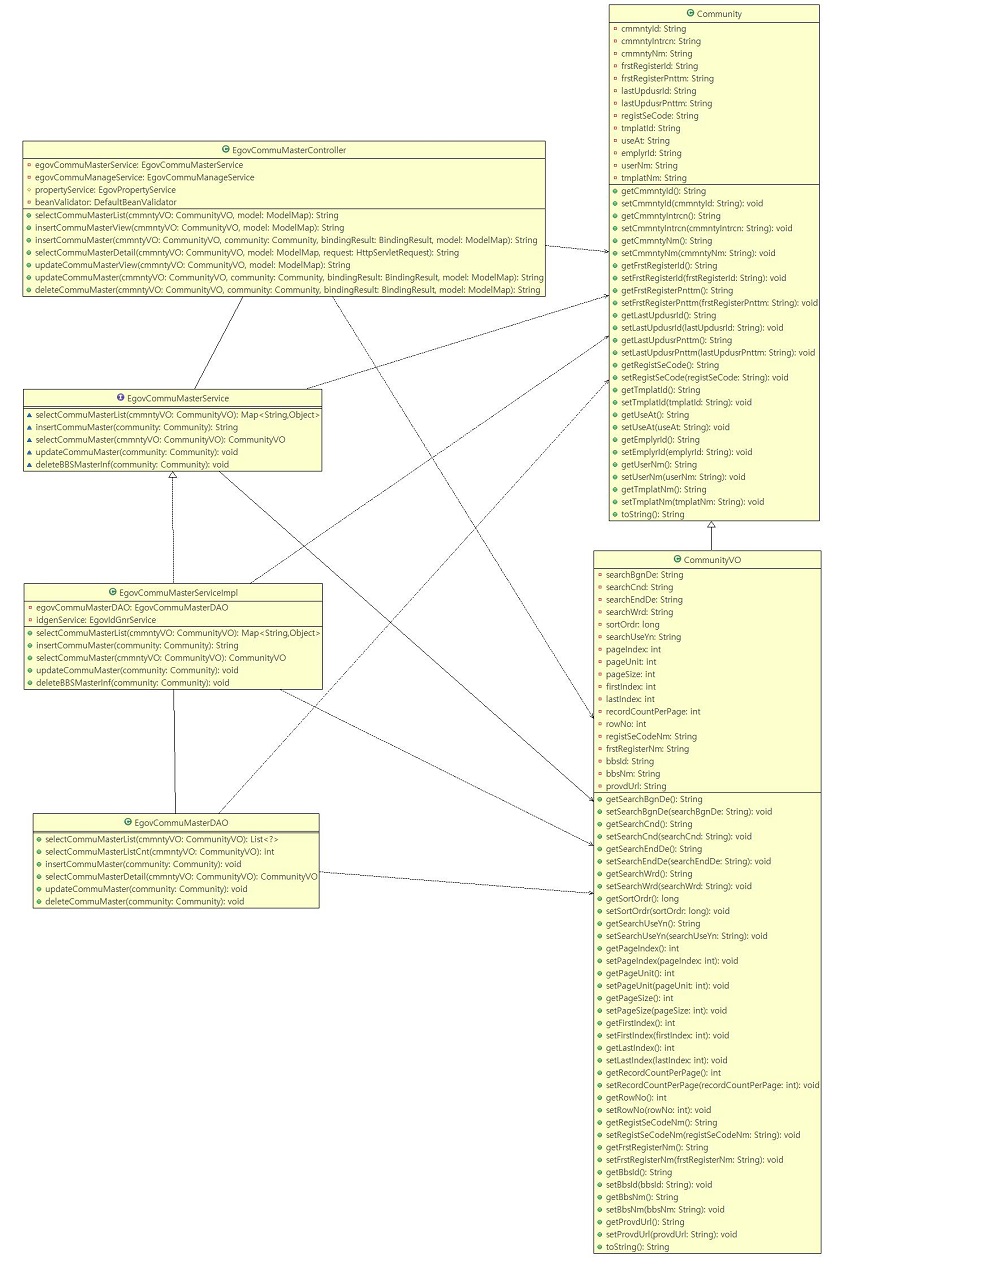 Community
cmmntyId: String
cmmntyIntrcn: String
cmmntyNm: String
frstRegisterId: String
frstRegisterPnttm: String
lastUpdusrId: String
lastUpdusrPnttm: String
registSeCode: String
tmplatId: String
useAt: String
emplyrId: String
userNm: String
tmplatNm: String
getCmmntyId(): String
setCmmntyId(cmmntyId: String): void
getCmmntyIntrcn(): String
setCmmntyIntrcn(cmmntyIntrcn: String): void
getCmmntyNm(): String
setCmmntyNm(cmmntyNm: String): void
getFrstRegisterId(): String
setFrstRegisterId(frstRegisterId: String): void
getFrstRegisterPnttm(): String
setFrstRegisterPnttm(frstRegisterPnttm: String): void
getLastUpdusrId(): String
setLastUpdusrId(lastUpdusrId: String): void
getLastUpdusrPnttm(): String
setLastUpdusrPnttm(lastUpdusrPnttm: String): void
getRegistSeCode(): String
setRegistSeCode(registSeCode: String): void
getTmplatId(): String
setTmplatId(tmplatId: String): void
getUseAt(): String
setUseAt(useAt: String): void
getEmplyrId(): String
setEmplyrId(emplyrId: String): void
getUserNm(): String
setUserNm(userNm: String): void
getTmplatNm(): String
setTmplatNm(tmplatNm: String): void
toString(): String
EgovCommuMasterController
egovCommuMasterService: EgovCommuMasterService
egovCommuManageService: EgovCommuManageService
propertyService: EgovPropertyService
beanValidator: DefaultBeanValidator
selectCommuMasterList(cmmntyVO: CommunityVO, model: ModelMap): String
insertCommuMasterView(cmmntyVO: CommunityVO, model: ModelMap): String
insertCommuMaster(cmmntyVO: CommunityVO, community: Community, bindingResult: BindingResult, model: ModelMap): String
selectCommuMasterDetail(cmmntyVO: CommunityVO, model: ModelMap, request: HttpServletRequest): String
updateCommuMasterView(cmmntyVO: CommunityVO, model: ModelMap): String
updateCommuMaster(cmmntyVO: CommunityVO, community: Community, bindingResult: BindingResult, model: ModelMap): String
deleteCommuMaster(cmmntyVO: CommunityVO, community: Community, bindingResult: BindingResult, model: ModelMap): String
EgovCommuMasterService
selectCommuMasterList(cmmntyVO: CommunityVO): Map<String,Object>
insertCommuMaster(community: Community): String
selectCommuMaster(cmmntyVO: CommunityVO): CommunityVO
updateCommuMaster(community: Community): void
deleteBBSMasterInf(community: Community): void
EgovCommuMasterServiceImpl
egovCommuMasterDAO: EgovCommuMasterDAO
idgenService: EgovIdGnrService
selectCommuMasterList(cmmntyVO: CommunityVO): Map<String,Object>
insertCommuMaster(community: Community): String
selectCommuMaster(cmmntyVO: CommunityVO): CommunityVO
updateCommuMaster(community: Community): void
deleteBBSMasterInf(community: Community): void
EgovCommuMasterDAO
selectCommuMasterList(cmmntyVO: CommunityVO): List<?>
selectCommuMasterListCnt(cmmntyVO: CommunityVO): int
insertCommuMaster(community: Community): void
selectCommuMasterDetail(cmmntyVO: CommunityVO): CommunityVO
updateCommuMaster(community: Community): void
deleteCommuMaster(community: Community): void
CommunityVO
searchBgnDe: String
searchCnd: String
searchEndDe: String
searchWrd: String
sortOrdr: long
searchUseYn: String
pageIndex: int
pageUnit: int
pageSize: int
firstIndex: int
lastIndex: int
recordCountPerPage: int
rowNo: int
registSeCodeNm: String
frstRegisterNm: String
bbsId: String
bbsNm: String
provdUrl: String
getSearchBgnDe(): String
setSearchBgnDe(searchBgnDe: String): void
getSearchCnd(): String
setSearchCnd(searchCnd: String): void
getSearchEndDe(): String
setSearchEndDe(searchEndDe: String): void
getSearchWrd(): String
setSearchWrd(searchWrd: String): void
getSortOrdr(): long
setSortOrdr(sortOrdr: long): void
getSearchUseYn(): String
setSearchUseYn(searchUseYn: String): void
getPageIndex(): int
setPageIndex(pageIndex: int): void
getPageUnit(): int
setPageUnit(pageUnit: int): void
getPageSize(): int
setPageSize(pageSize: int): void
getFirstIndex(): int
setFirstIndex(firstIndex: int): void
getLastIndex(): int
setLastIndex(lastIndex: int): void
getRecordCountPerPage(): int
setRecordCountPerPage(recordCountPerPage: int): void
getRowNo(): int
setRowNo(rowNo: int): void
getRegistSeCodeNm(): String
setRegistSeCodeNm(registSeCodeNm: String): void
getFrstRegisterNm(): String
setFrstRegisterNm(frstRegisterNm: String): void
getBbsId(): String
setBbsId(bbsId: String): void
getBbsNm(): String
setBbsNm(bbsNm: String): void
getProvdUrl(): String
setProvdUrl(provdUrl: String): void
toString(): String